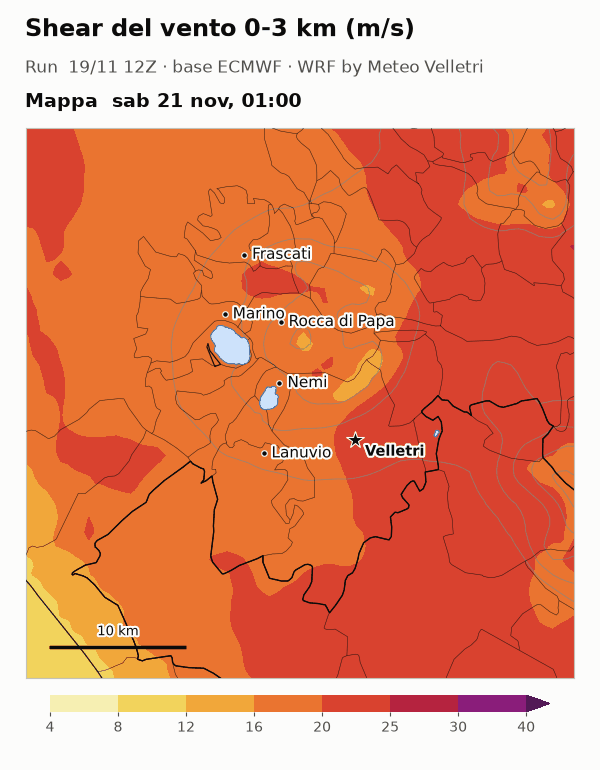 Shear del vento 0-3 km (m/s)
Run  19/11 12Z · base ECMWF · WRF by Meteo Velletri
Mappa  sab 21 nov, 01:00
Frascati
Marino
Rocca di Papa
Nemi
Velletri
Lanuvio
10 km
4 8 12 16 20 25 30 40